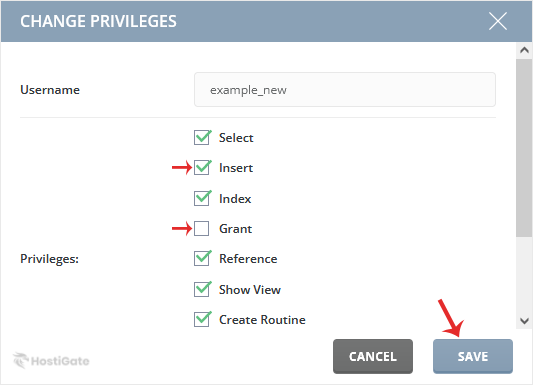 CHANGE PRIVILEGES
Username
example_new
Select
Insert
Index
Grant
Privileges:
Reference
Show View
Create Routine
HostiGate
CANCEL
SAVE